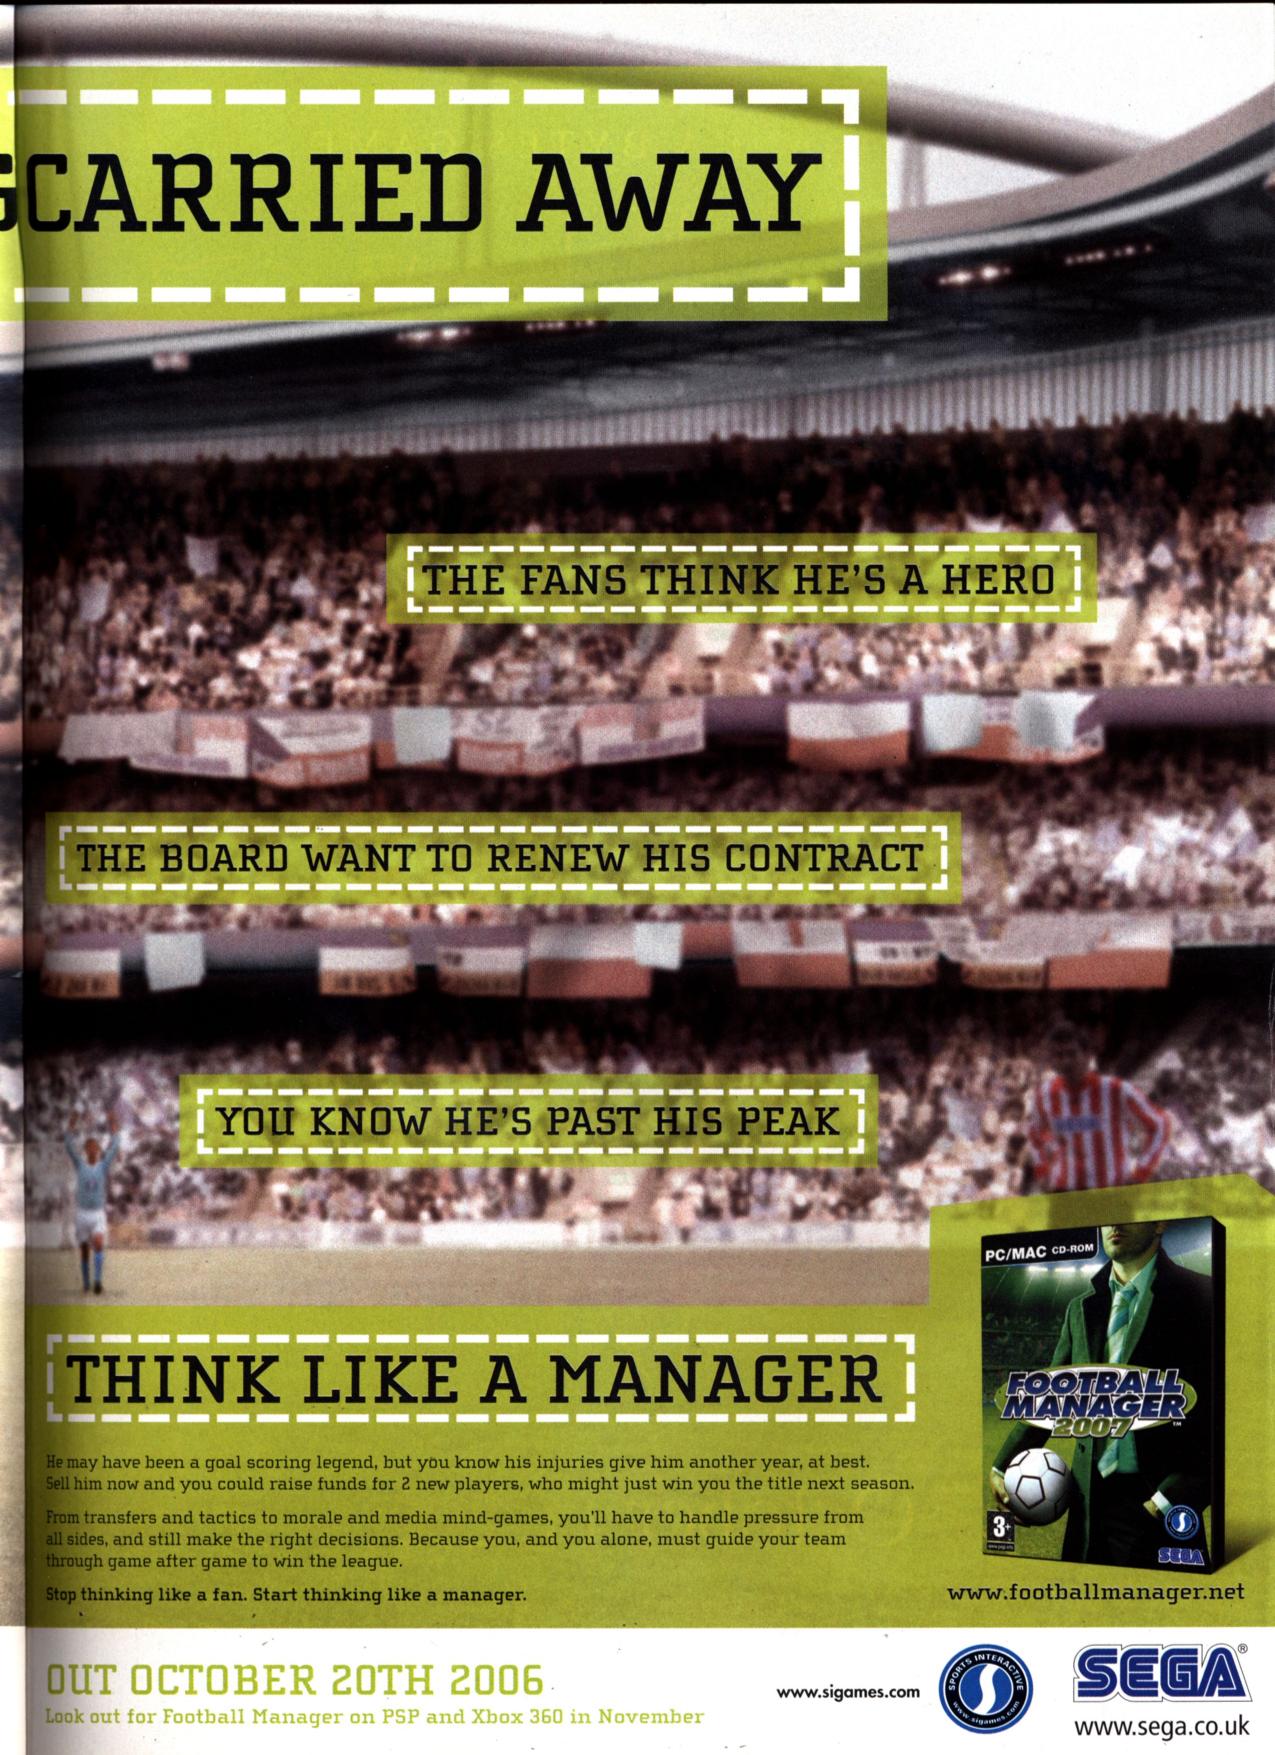 CARRIED AWAY
THE FANS THINK HE'S A HERO
THE BOARD WANT TO RENEW HIS CONTRACT
YOU KNOW HE'S PAST HIS PEAK
THINK LIKE A MANAGER
He may have been a goal scoring legend, but you know his injuries give him another year, at best.
Sell him now and you could raise funds for 2 new players, who might just win you the title next season.
From transfers and tactics to morale and media mind-games, you'll have to handle pressure from
all sides, and still make the right decisions. Because you, and you alone, must guide your team
through game after game to win the league.
Stop thinking like a fan. Start thinking like a manager.
PC/MAC CD-ROM
FOOTBALL
MANAGER
2007
TM
3+
www.pegi.info
SEGA
www.footballmanager.net
OUT OCTOBER 20TH 2006
Look out for Football Manager on PSP and Xbox 360 in November
www.sigames.com
SPORTS INTERACTIVE
www.sigames.com
SEGA®
www.sega.co.uk